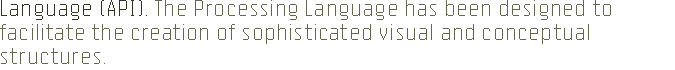 Language (API). The Processing Language has been designed to
facilitate the creation of sophisticated visual and conceptual
structures.